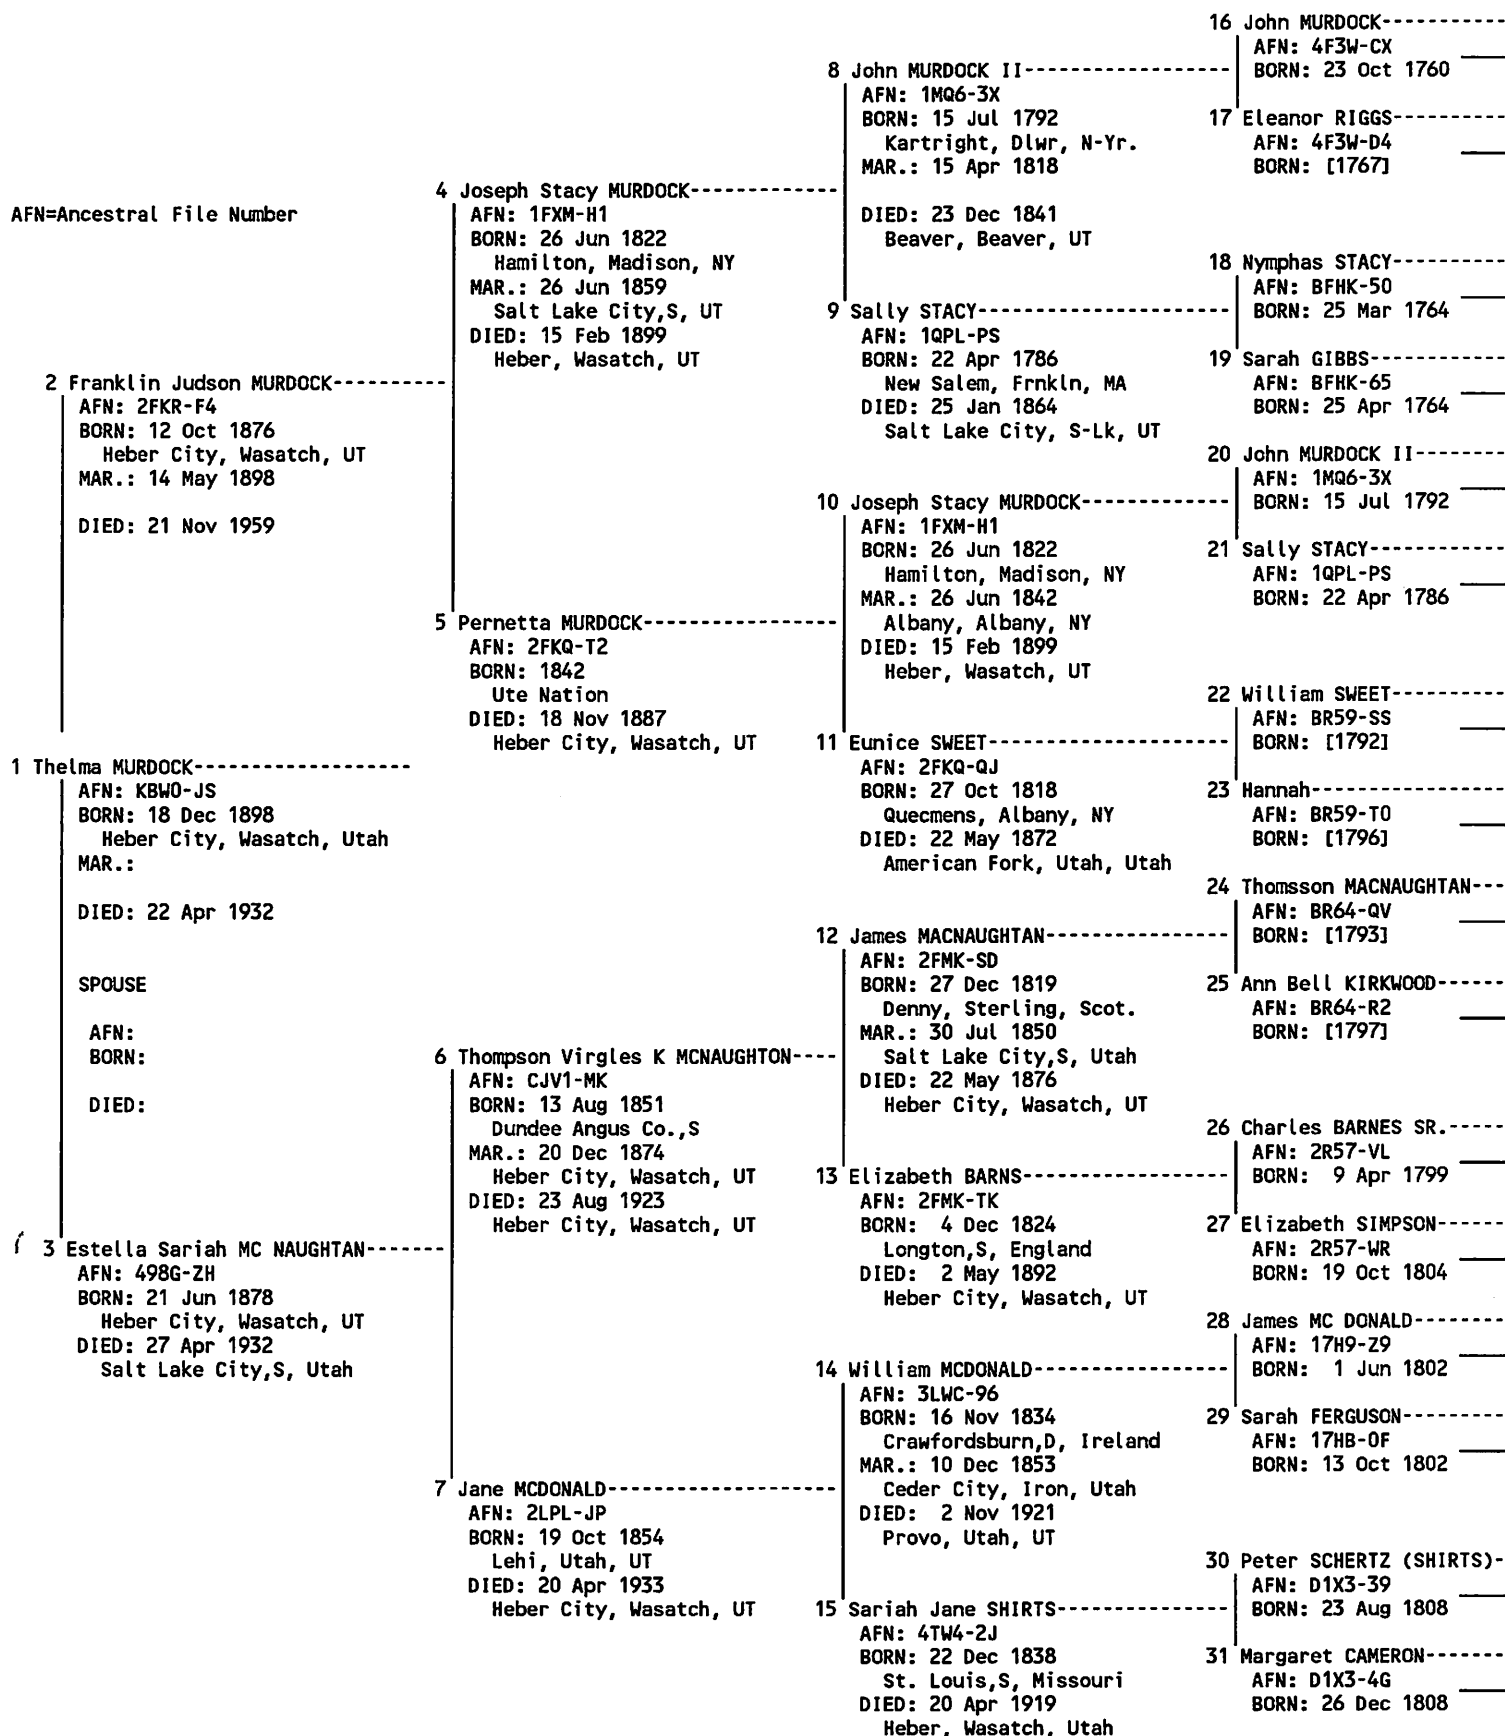 AFN=Ancestral File Number
1 Thelma MURDOCK
AFN: KBW0-JS
BORN: 18 Dec 1898
Heber City, Wasatch, Utah
MAR.:
DIED: 22 Apr 1932
SPOUSE
AFN:
BORN:
DIED:
2 Franklin Judson MURDOCK
AFN: 2FKR-F4
BORN: 12 Oct 1876
Heber City, Wasatch, UT
MAR.: 14 May 1898
DIED: 21 Nov 1959
3 Estella Sariah MC NAUGHTAN
AFN: 498G-ZH
BORN: 21 Jun 1878
Heber City, Wasatch, UT
DIED: 27 Apr 1932
Salt Lake City,S, Utah
4 Joseph Stacy MURDOCK
AFN: 1FXM-H1
BORN: 26 Jun 1822
Hamilton, Madison, NY
MAR.: 26 Jun 1859
Salt Lake City,S, UT
DIED: 15 Feb 1899
Heber, Wasatch, UT
5 Pernetta MURDOCK
AFN: 2FKQ-T2
BORN: 1842
Ute Nation
DIED: 18 Nov 1887
Heber City, Wasatch, UT
6 Thompson Virgles K MCNAUGHTON
AFN: CJV1-MK
BORN: 13 Aug 1851
Dundee Angus Co.,S
MAR.: 20 Dec 1874
Heber City, Wasatch, UT
DIED: 23 Aug 1923
Heber City, Wasatch, UT
7 Jane MCDONALD
AFN: 2LPL-JP
BORN: 19 Oct 1854
Lehi, Utah, UT
DIED: 20 Apr 1933
Heber City, Wasatch, UT
8 John MURDOCK II
AFN: 1MQ6-3X
BORN: 15 Jul 1792
Kartright, Dlwr, N-Yr.
MAR.: 15 Apr 1818
DIED: 23 Dec 1841
Beaver, Beaver, UT
9 Sally STACY
AFN: 1QPL-PS
BORN: 22 Apr 1786
New Salem, Frnkln, MA
DIED: 25 Jan 1864
Salt Lake City, S-Lk, UT
10 Joseph Stacy MURDOCK
AFN: 1FXM-H1
BORN: 26 Jun 1822
Hamilton, Madison, NY
MAR.: 26 Jun 1842
Albany, Albany, NY
DIED: 15 Feb 1899
Heber, Wasatch, UT
11 Eunice SWEET
AFN: 2FKQ-QJ
BORN: 27 Oct 1818
Quecmens, Albany, NY
DIED: 22 May 1872
American Fork, Utah, Utah
12 James MACNAUGHTAN
AFN: 2FMK-SD
BORN: 27 Dec 1819
Denny, Sterling, Scot.
MAR.: 30 Jul 1850
Salt Lake City,S, Utah
DIED: 22 May 1876
Heber City, Wasatch, UT
13 Elizabeth BARNS
AFN: 2FMK-TK
BORN: 4 Dec 1824
Longton,S, England
DIED: 2 May 1892
Heber City, Wasatch, UT
14 William MCDONALD
AFN: 3LWC-96
BORN: 16 Nov 1834
Crawfordsburn,D, Ireland
MAR.: 10 Dec 1853
Ceder City, Iron, Utah
DIED: 2 Nov 1921
Provo, Utah, UT
15 Sariah Jane SHIRTS
AFN: 4TW4-2J
BORN: 22 Dec 1838
St. Louis,S, Missouri
DIED: 20 Apr 1919
Heber, Wasatch, Utah
16 John MURDOCK
AFN: 4F3W-CX
BORN: 23 Oct 1760
17 Eleanor RIGGS
AFN: 4F3W-D4
BORN: [1767]
18 Nymphas STACY
AFN: BFHK-50
BORN: 25 Mar 1764
19 Sarah GIBBS
AFN: BFHK-65
BORN: 25 Apr 1764
20 John MURDOCK II
AFN: 1MQ6-3X
BORN: 15 Jul 1792
21 Sally STACY
AFN: 1QPL-PS
BORN: 22 Apr 1786
22 William SWEET
AFN: BR59-SS
BORN: [1792]
23 Hannah
AFN: BR59-T0
BORN: [1796]
24 Thomsson MACNAUGHTAN
AFN: BR64-QV
BORN: [1793]
25 Ann Bell KIRKWOOD
AFN: BR64-R2
BORN: [1797]
26 Charles BARNES SR.
AFN: 2R57-VL
BORN: 9 Apr 1799
27 Elizabeth SIMPSON
AFN: 2R57-WR
BORN: 19 Oct 1804
28 James MC DONALD
AFN: 17H9-Z9
BORN: 1 Jun 1802
29 Sarah FERGUSON
AFN: 17HB-0F
BORN: 13 Oct 1802
30 Peter SCHERTZ (SHIRTS)
AFN: D1X3-39
BORN: 23 Aug 1808
31 Margaret CAMERON
AFN: D1X3-4G
BORN: 26 Dec 1808